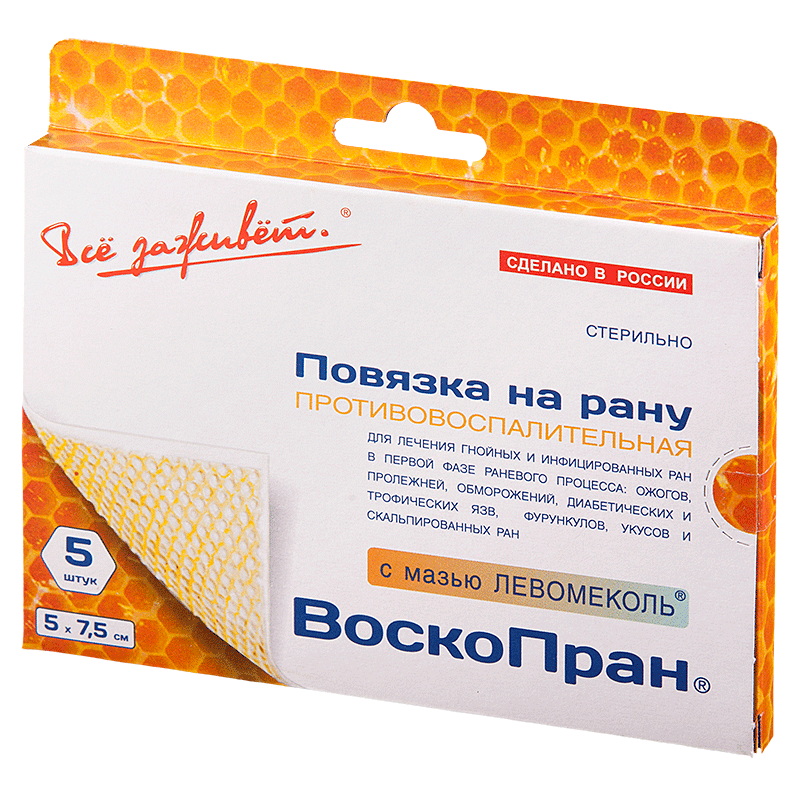 Всё заживёт.®
СДЕЛАНО В РОССИИ
СТЕРИЛЬНО
Повязка на рану
ПРОТИВОВОСПАЛИТЕЛЬНАЯ
ДЛЯ ЛЕЧЕНИЯ ГНОЙНЫХ И ИНФИЦИРОВАННЫХ РАН
В ПЕРВОЙ ФАЗЕ РАНЕВОГО ПРОЦЕССА: ОЖОГОВ,
ПРОЛЕЖНЕЙ, ОБМОРОЖЕНИЙ, ДИАБЕТИЧЕСКИХ И
ТРОФИЧЕСКИХ ЯЗВ, ФУРУНКУЛОВ, УКУСОВ И
СКАЛЬПИРОВАННЫХ РАН
5
штук
с мазью ЛЕВОМЕКОЛЬ®
5 х 7,5 см
ВоскоПран®